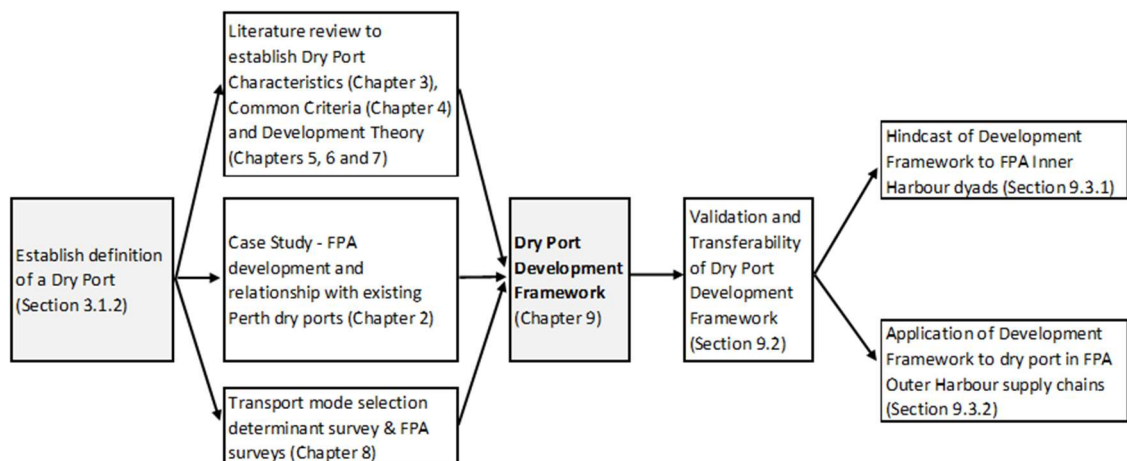 Establish definition
of a Dry Port
(Section 3.1.2)
Literature review to
establish Dry Port
Characteristics (Chapter 3),
Common Criteria (Chapter 4)
and Development Theory
(Chapters 5, 6 and 7)
Case Study - FPA
development and
relationship with existing
Perth dry ports (Chapter 2)
Transport mode selection
determinant survey & FPA
surveys (Chapter 8)
Dry Port
Development
Framework
(Chapter 9)
Validation and
Transferability
of Dry Port
Development
Framework
(Section 9.2)
Hindcast of Development
Framework to FPA Inner
Harbour dyads (Section 9.3.1)
Application of Development
Framework to dry port in FPA
Outer Harbour supply chains
(Section 9.3.2)